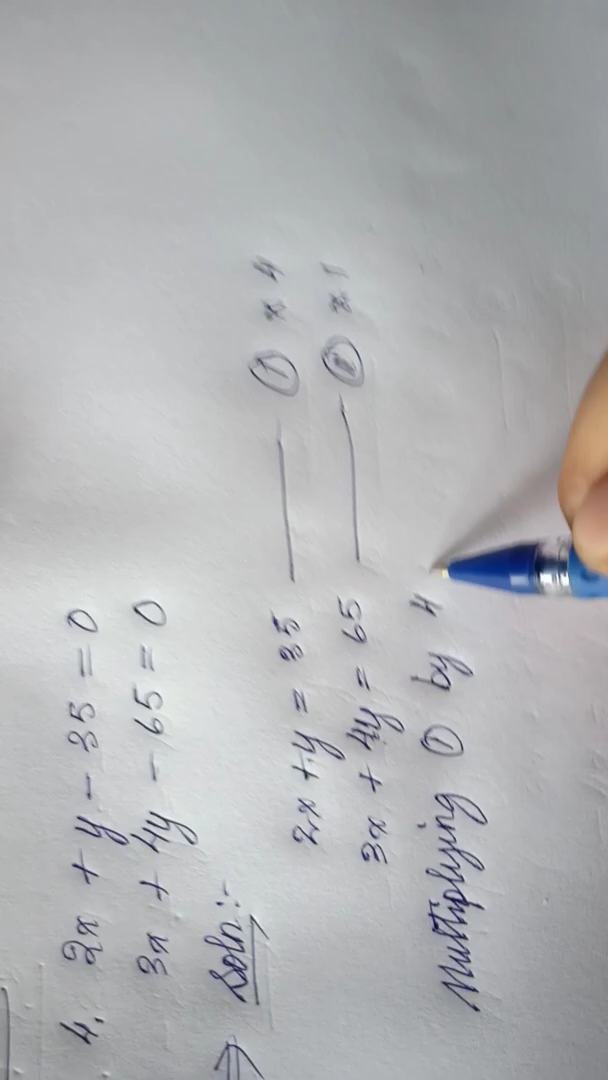 4. 2x + y - 35 = 0
3x + 4y - 65 = 0
⇒ Soln:-
2x + y = 35 —— ① x 4
3x + 4y = 65 —— ② x 1
Multiplying ① by 4